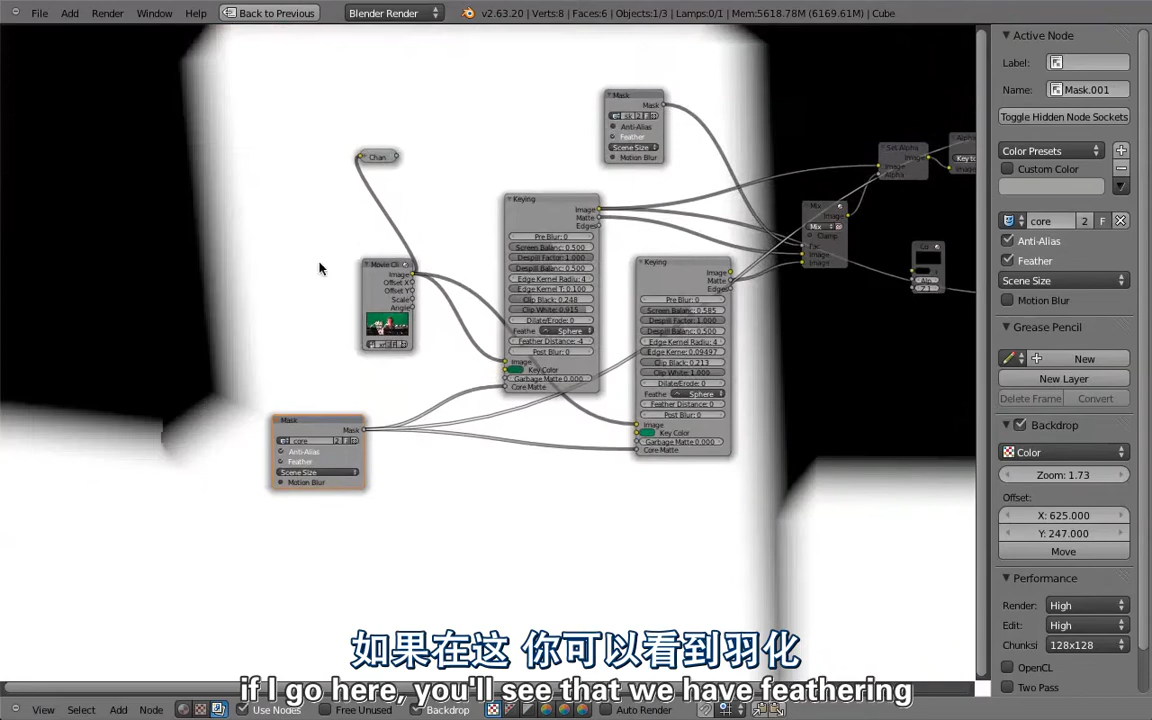 File Add Render Window Help Back to Previous Blender Render v2.63.20 | Verts:8 | Faces:6 | Objects:1/3 | Lamps:0/1 | Mem:5618.78M (6169.61M) | Cube
Mask
Mask
Anti-Alias
Feather
Scene Size
Motion Blur
Chan
Set Alpha
Image
Image
Alpha
Keying
Image
Matte
Edges
Pre Blur: 0
Screen Balanc: 0.500
Despill Factor: 1.000
Despill Balanc: 0.500
Edge Kernel Radiu: 4
Edge Kernel T: 0.100
Clip Black: 0.248
Clip White: 0.915
Dilate/Erode: 0
Feathe Sphere
Feather Distance: -4
Post Blur: 0
Image
Key Color
Garbage Matte 0.000
Core Matte
Mix
Image
Mix
Clamp
Fac
Image
Image
Movie Cl
Image
Offset X
Offset Y
Scale
Angle
Keying
Image
Matte
Edges
Pre Blur: 0
Screen Balanc: 0.585
Despill Factor: 1.000
Despill Balanc: 0.500
Edge Kernel Radiu: 4
Edge Kerne: 0.09497
Clip Black: 0.213
Clip White: 1.000
Dilate/Erode: 0
Feathe Sphere
Feather Distance: 0
Post Blur: 0
Image
Key Color
Garbage Matte 0.000
Core Matte
Mask
Mask
core 2 F
Anti-Alias
Feather
Scene Size
Motion Blur
Active Node
Label:
Name: Mask.001
Toggle Hidden Node Sockets
Color Presets
Custom Color
core 2 F
Anti-Alias
Feather
Scene Size
Motion Blur
Grease Pencil
New
New Layer
Delete Frame Convert
Backdrop
Color
Zoom: 1.73
Offset:
X: 625.000
Y: 247.000
Move
Performance
Render: High
Edit: High
Chunksi 128x128
OpenCL
Two Pass
如果在这 你可以看到羽化
if I go here, you'll see that we have feathering
View Select Add Node Use Nodes Free Unused Backdrop Auto Render